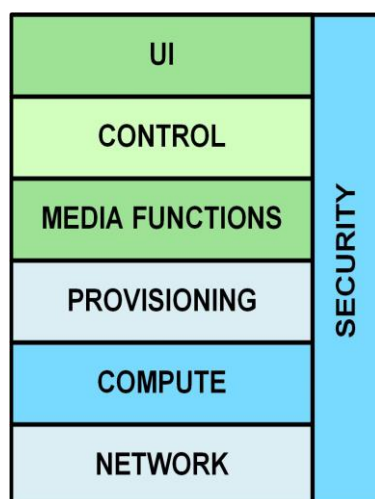 UI
CONTROL
MEDIA FUNCTIONS
PROVISIONING
COMPUTE
NETWORK
SECURITY